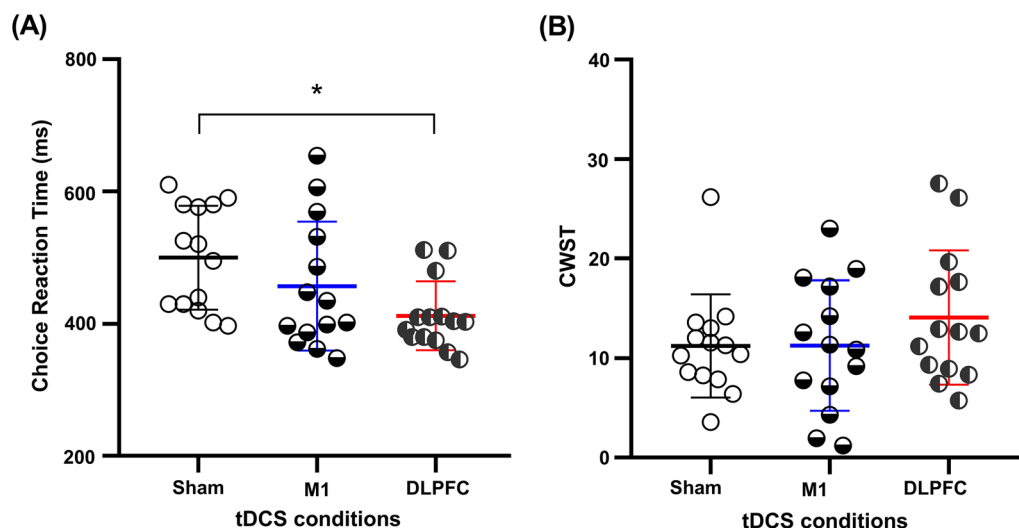 (A)
Choice Reaction Time (ms)
800
600
400
200
*
Sham
M1
DLPFC
tDCS conditions
(B)
CWST
40
30
20
10
0
Sham
M1
DLPFC
tDCS conditions